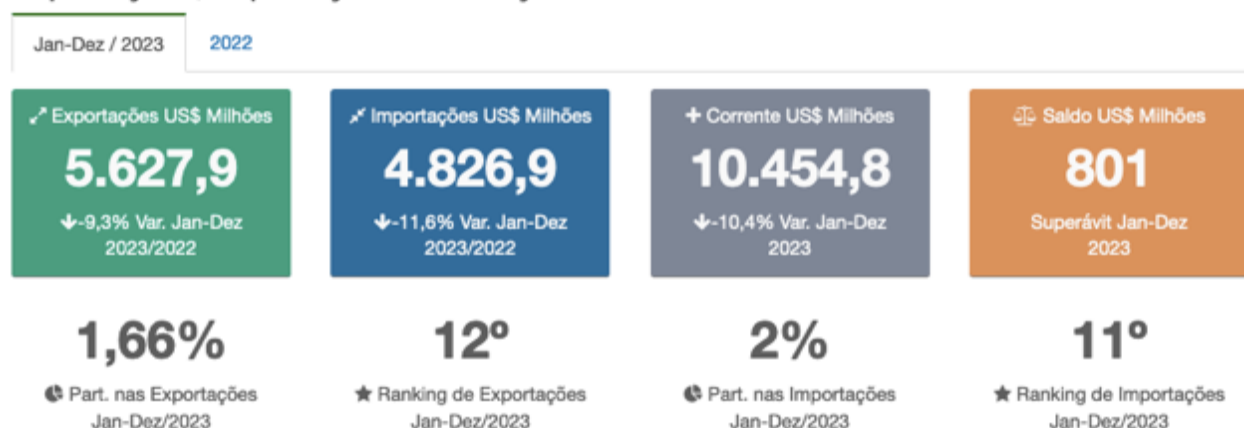 Jan-Dez / 2023
2022
Exportações US$ Milhões
5.627,9
-9,3% Var. Jan-Dez
2023/2022
Importações US$ Milhões
4.826,9
-11,6% Var. Jan-Dez
2023/2022
+ Corrente US$ Milhões
10.454,8
-10,4% Var. Jan-Dez
2023
Saldo US$ Milhões
801
Superávit Jan-Dez
2023
1,66%
Part. nas Exportações
Jan-Dez/2023
12º
Ranking de Exportações
Jan-Dez/2023
2%
Part. nas Importações
Jan-Dez/2023
11º
Ranking de Importações
Jan-Dez/2023